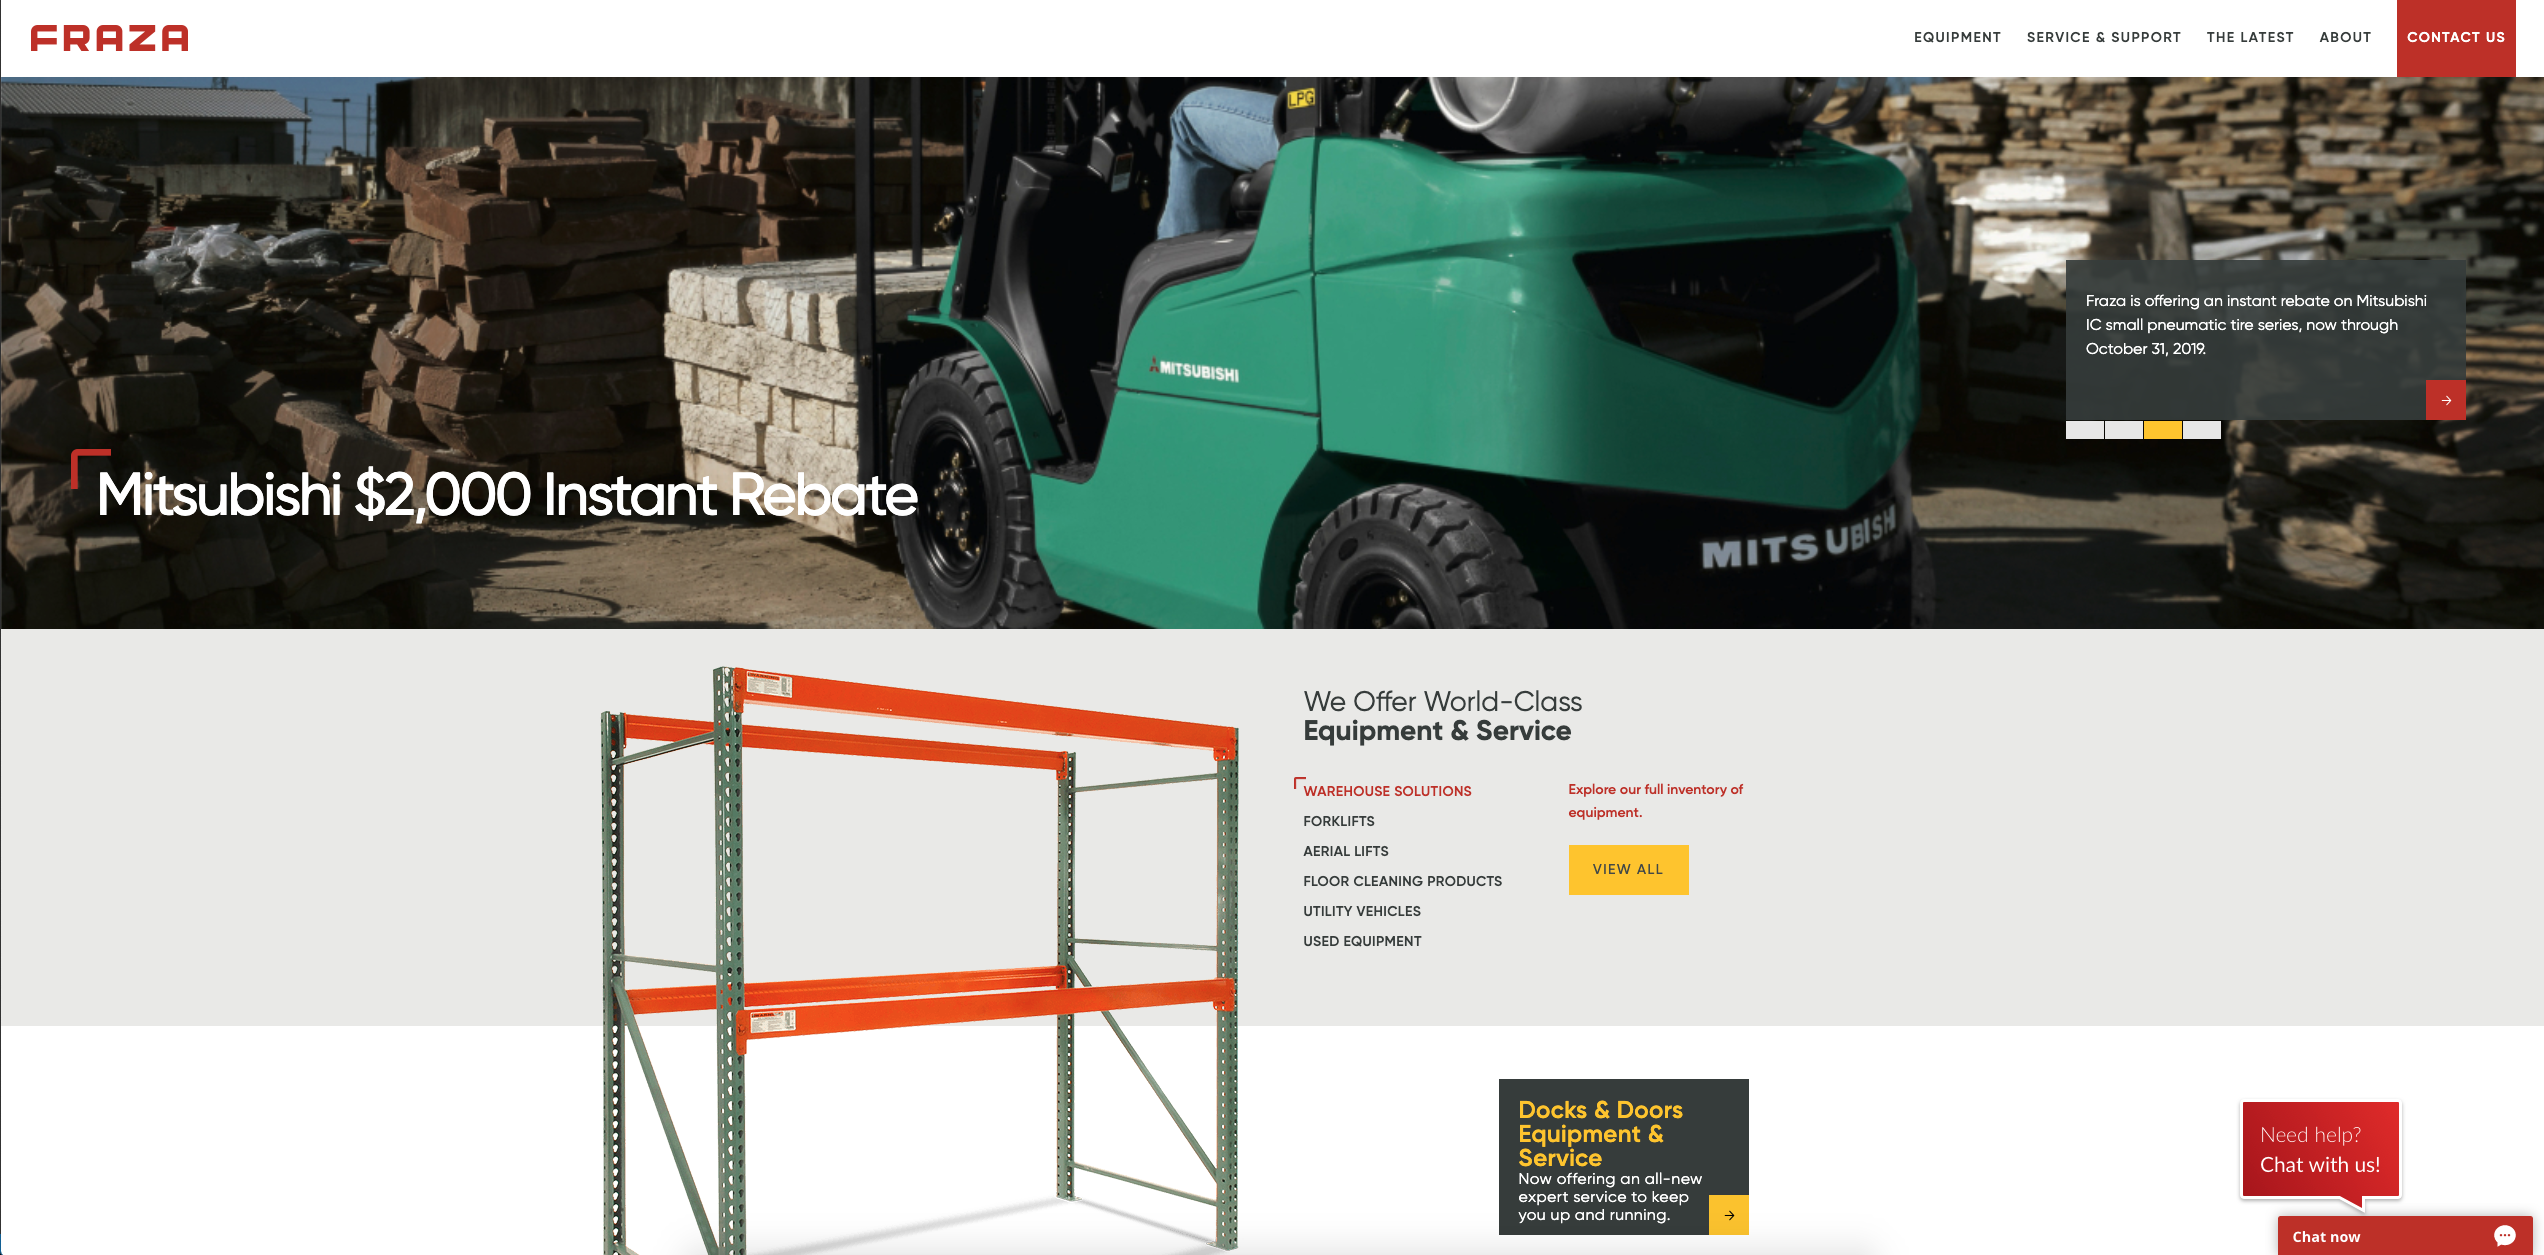 FRAZA
EQUIPMENT
SERVICE & SUPPORT
THE LATEST
ABOUT
CONTACT US
LPG
MITSUBISHI
MITSUBISH
Fraza is offering an instant rebate on Mitsubishi
IC small pneumatic tire series, now through
October 31, 2019.
→
Mitsubishi $2,000 Instant Rebate
We Offer World-Class
Equipment & Service
WAREHOUSE SOLUTIONS
FORKLIFTS
AERIAL LIFTS
FLOOR CLEANING PRODUCTS
UTILITY VEHICLES
USED EQUIPMENT
Explore our full inventory of
equipment.
VIEW ALL
Docks & Doors
Equipment &
Service
Now offering an all-new
expert service to keep
you up and running.
→
Need help?
Chat with us!
Chat now